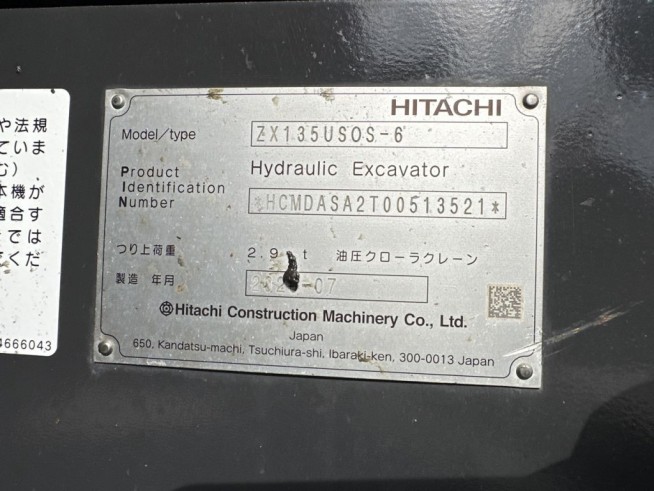 や法規
ていま
む)
本機が
適合す
では
くだ
4666043
HITACHI
Model/type ZX135USOS-6
Product Identification Number Hydraulic Excavator
*HCMDASA2T00513521*
つり上荷重 2.9 t 油圧クローラクレーン
製造 年月 -07
Hitachi Construction Machinery Co., Ltd.
Japan
650, Kandatsu-machi, Tsuchiura-shi, Ibaraki-ken, 300-0013 Japan